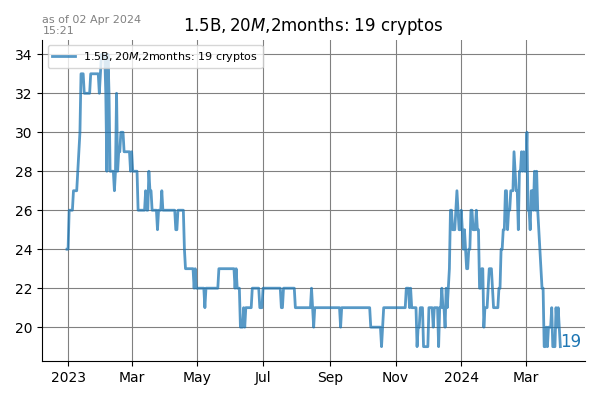 as of 02 Apr 2024
15:21
1.5B, 20M,2months: 19 cryptos
1.5B, 20M,2months: 19 cryptos
34
32
30
28
26
24
22
20
19
2023 Mar May Jul Sep Nov 2024 Mar